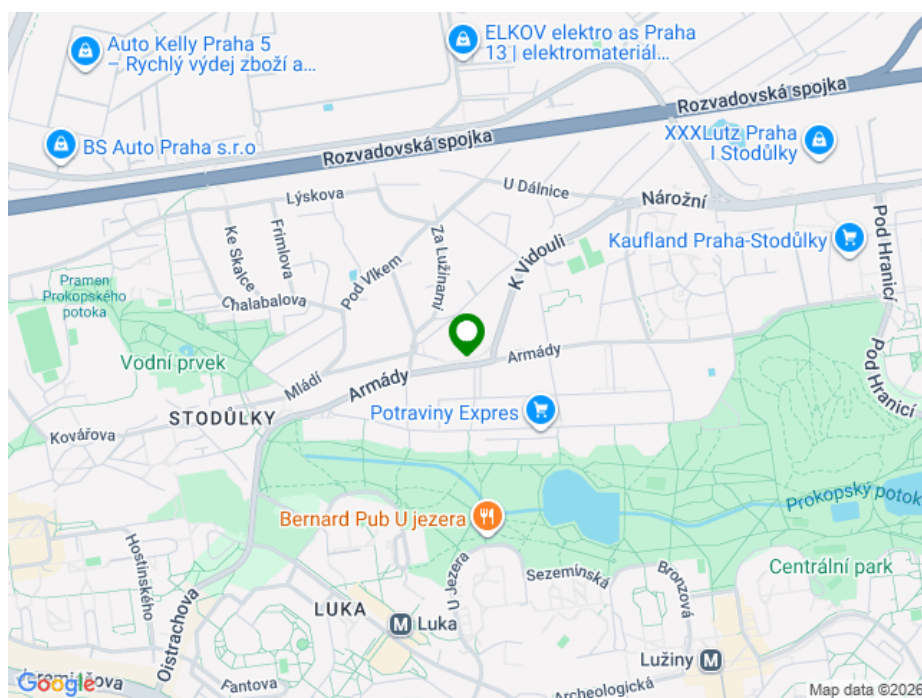 Auto Kelly Praha 5
– Rychlý výdej zboží a...
ELKOV elektro as Praha
13 | elektromateriál...
Rozvadovská spojka
XXXLutz Praha
I Stodůlky
BS Auto Praha s.r.o
Rozvadovská spojka
Lýskova
U Dálnice
Nárožní
Pod Hranicí
Kaufland Praha-Stodůlky
Ke Skalce
Frimlova
Za Lužinami
K Vidouli
Pod Vlkem
Pramen
Prokopského
potoka
Chalabalova
Vodní prvek
Mládí
Armády
Armády
Pod Hranicí
STODŮLKY
Potraviny Expres
Kovářova
Prokopský potok
Bernard Pub U jezera
Hostinského
U Jezera
Sezemínská
Bronzová
Centrální park
LUKA
Luka
Oistrachova
Lužiny
Google
Fantova
Archeologická
Map data